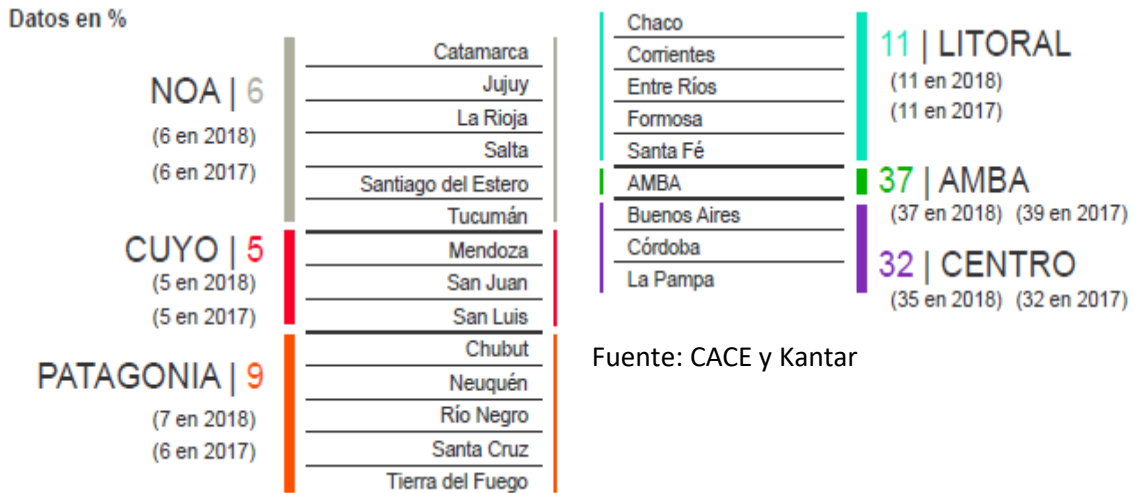 Datos en %
NOA | 6
(6 en 2018)
(6 en 2017)
Catamarca
Jujuy
La Rioja
Salta
Santiago del Estero
Tucumán
CUYO | 5
(5 en 2018)
(5 en 2017)
Mendoza
San Juan
San Luis
PATAGONIA | 9
(7 en 2018)
(6 en 2017)
Chubut
Neuquén
Río Negro
Santa Cruz
Tierra del Fuego
Chaco
Corrientes
Entre Ríos
Formosa
Santa Fé
11 | LITORAL
(11 en 2018)
(11 en 2017)
AMBA
37 | AMBA
(37 en 2018) (39 en 2017)
Buenos Aires
Córdoba
La Pampa
32 | CENTRO
(35 en 2018) (32 en 2017)
Fuente: CACE y Kantar